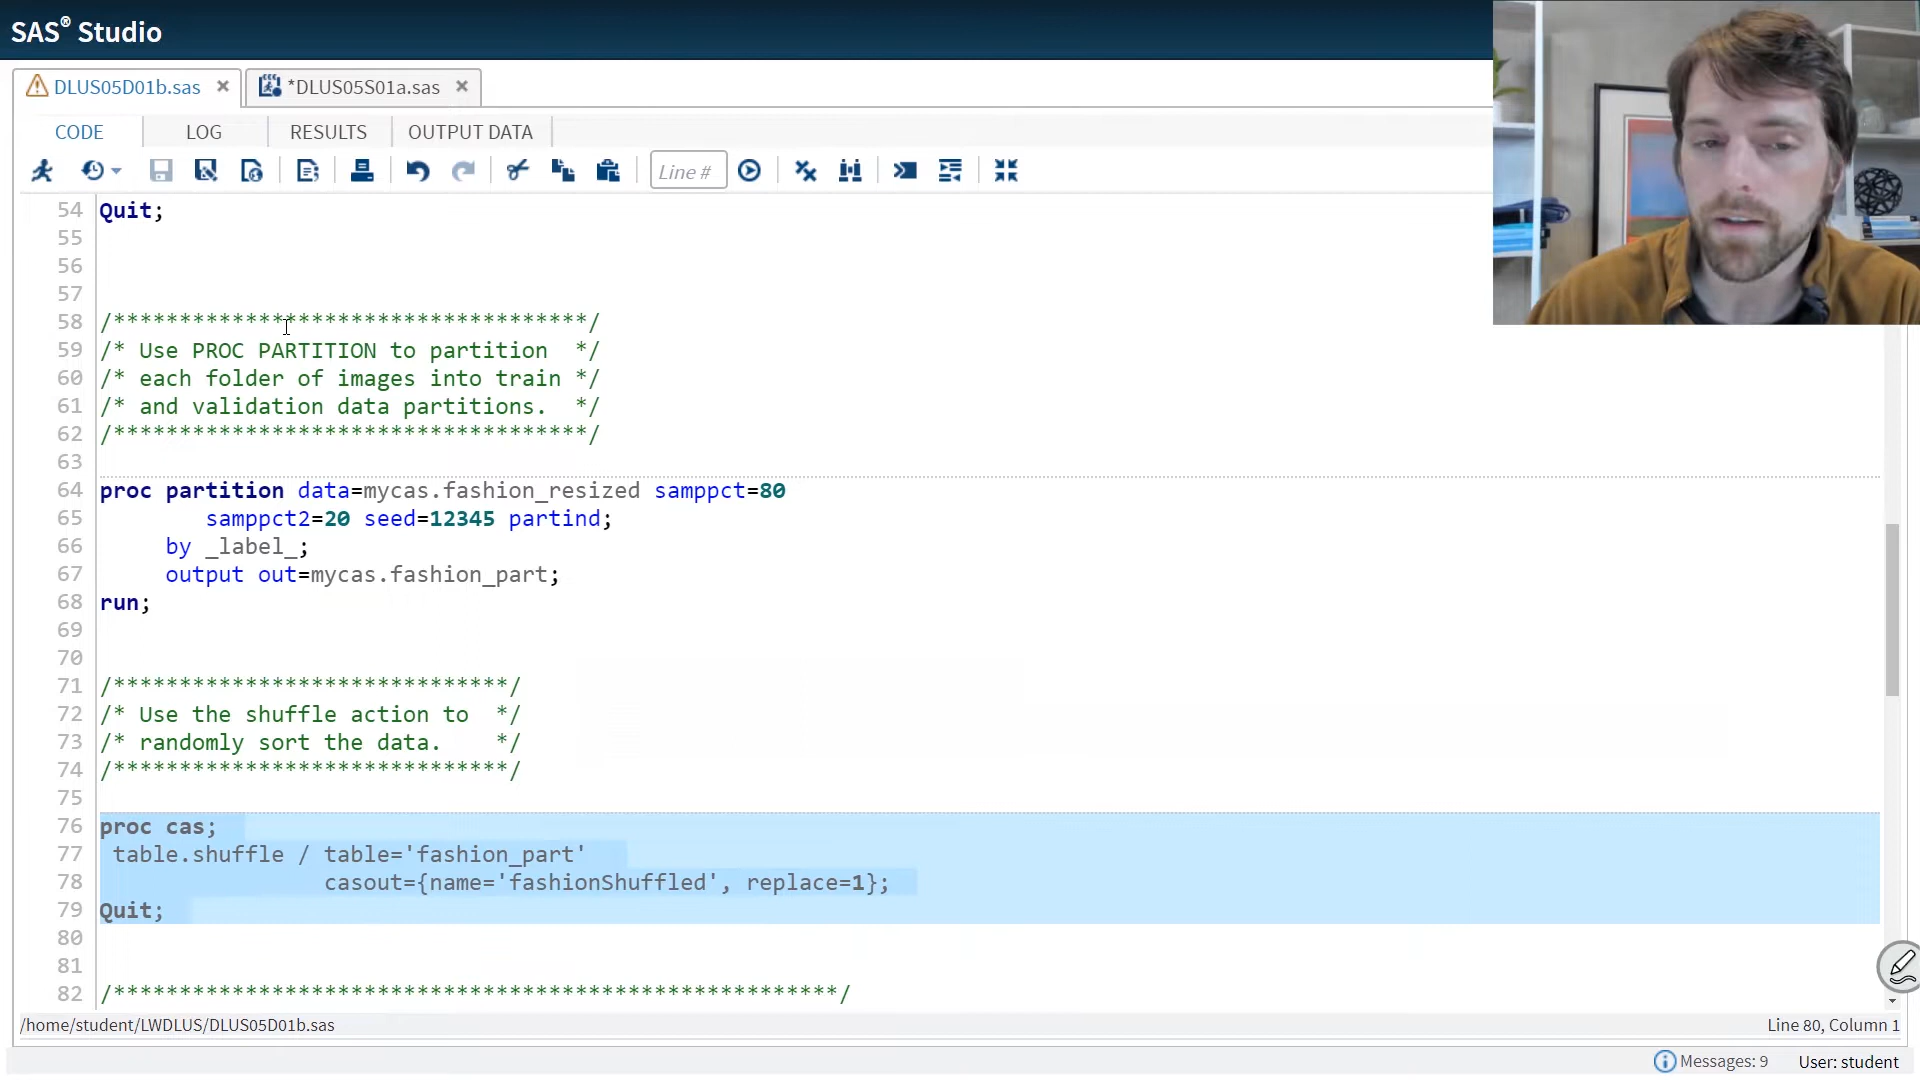 SAS® Studio
DLUS05D01b.sas
*DLUS05S01a.sas
CODE
LOG
RESULTS
OUTPUT DATA
Line #
54 Quit;
55
56
57
58 /************************************/
59 /* Use PROC PARTITION to partition  */
60 /* each folder of images into train */
61 /* and validation data partitions.  */
62 /************************************/
63
64 proc partition data=mycas.fashion_resized samppct=80
65 samppct2=20 seed=12345 partind;
66 by _label_;
67 output out=mycas.fashion_part;
68 run;
69
70
71 /******************************/
72 /* Use the shuffle action to  */
73 /* randomly sort the data.    */
74 /******************************/
75
76 proc cas;
77 table.shuffle / table='fashion_part'
78 casout={name='fashionShuffled', replace=1};
79 Quit;
80
81
82 /*******************************************************/
/home/student/LWDLUS/DLUS05D01b.sas
Line 80, Column 1
Messages: 9
User: student